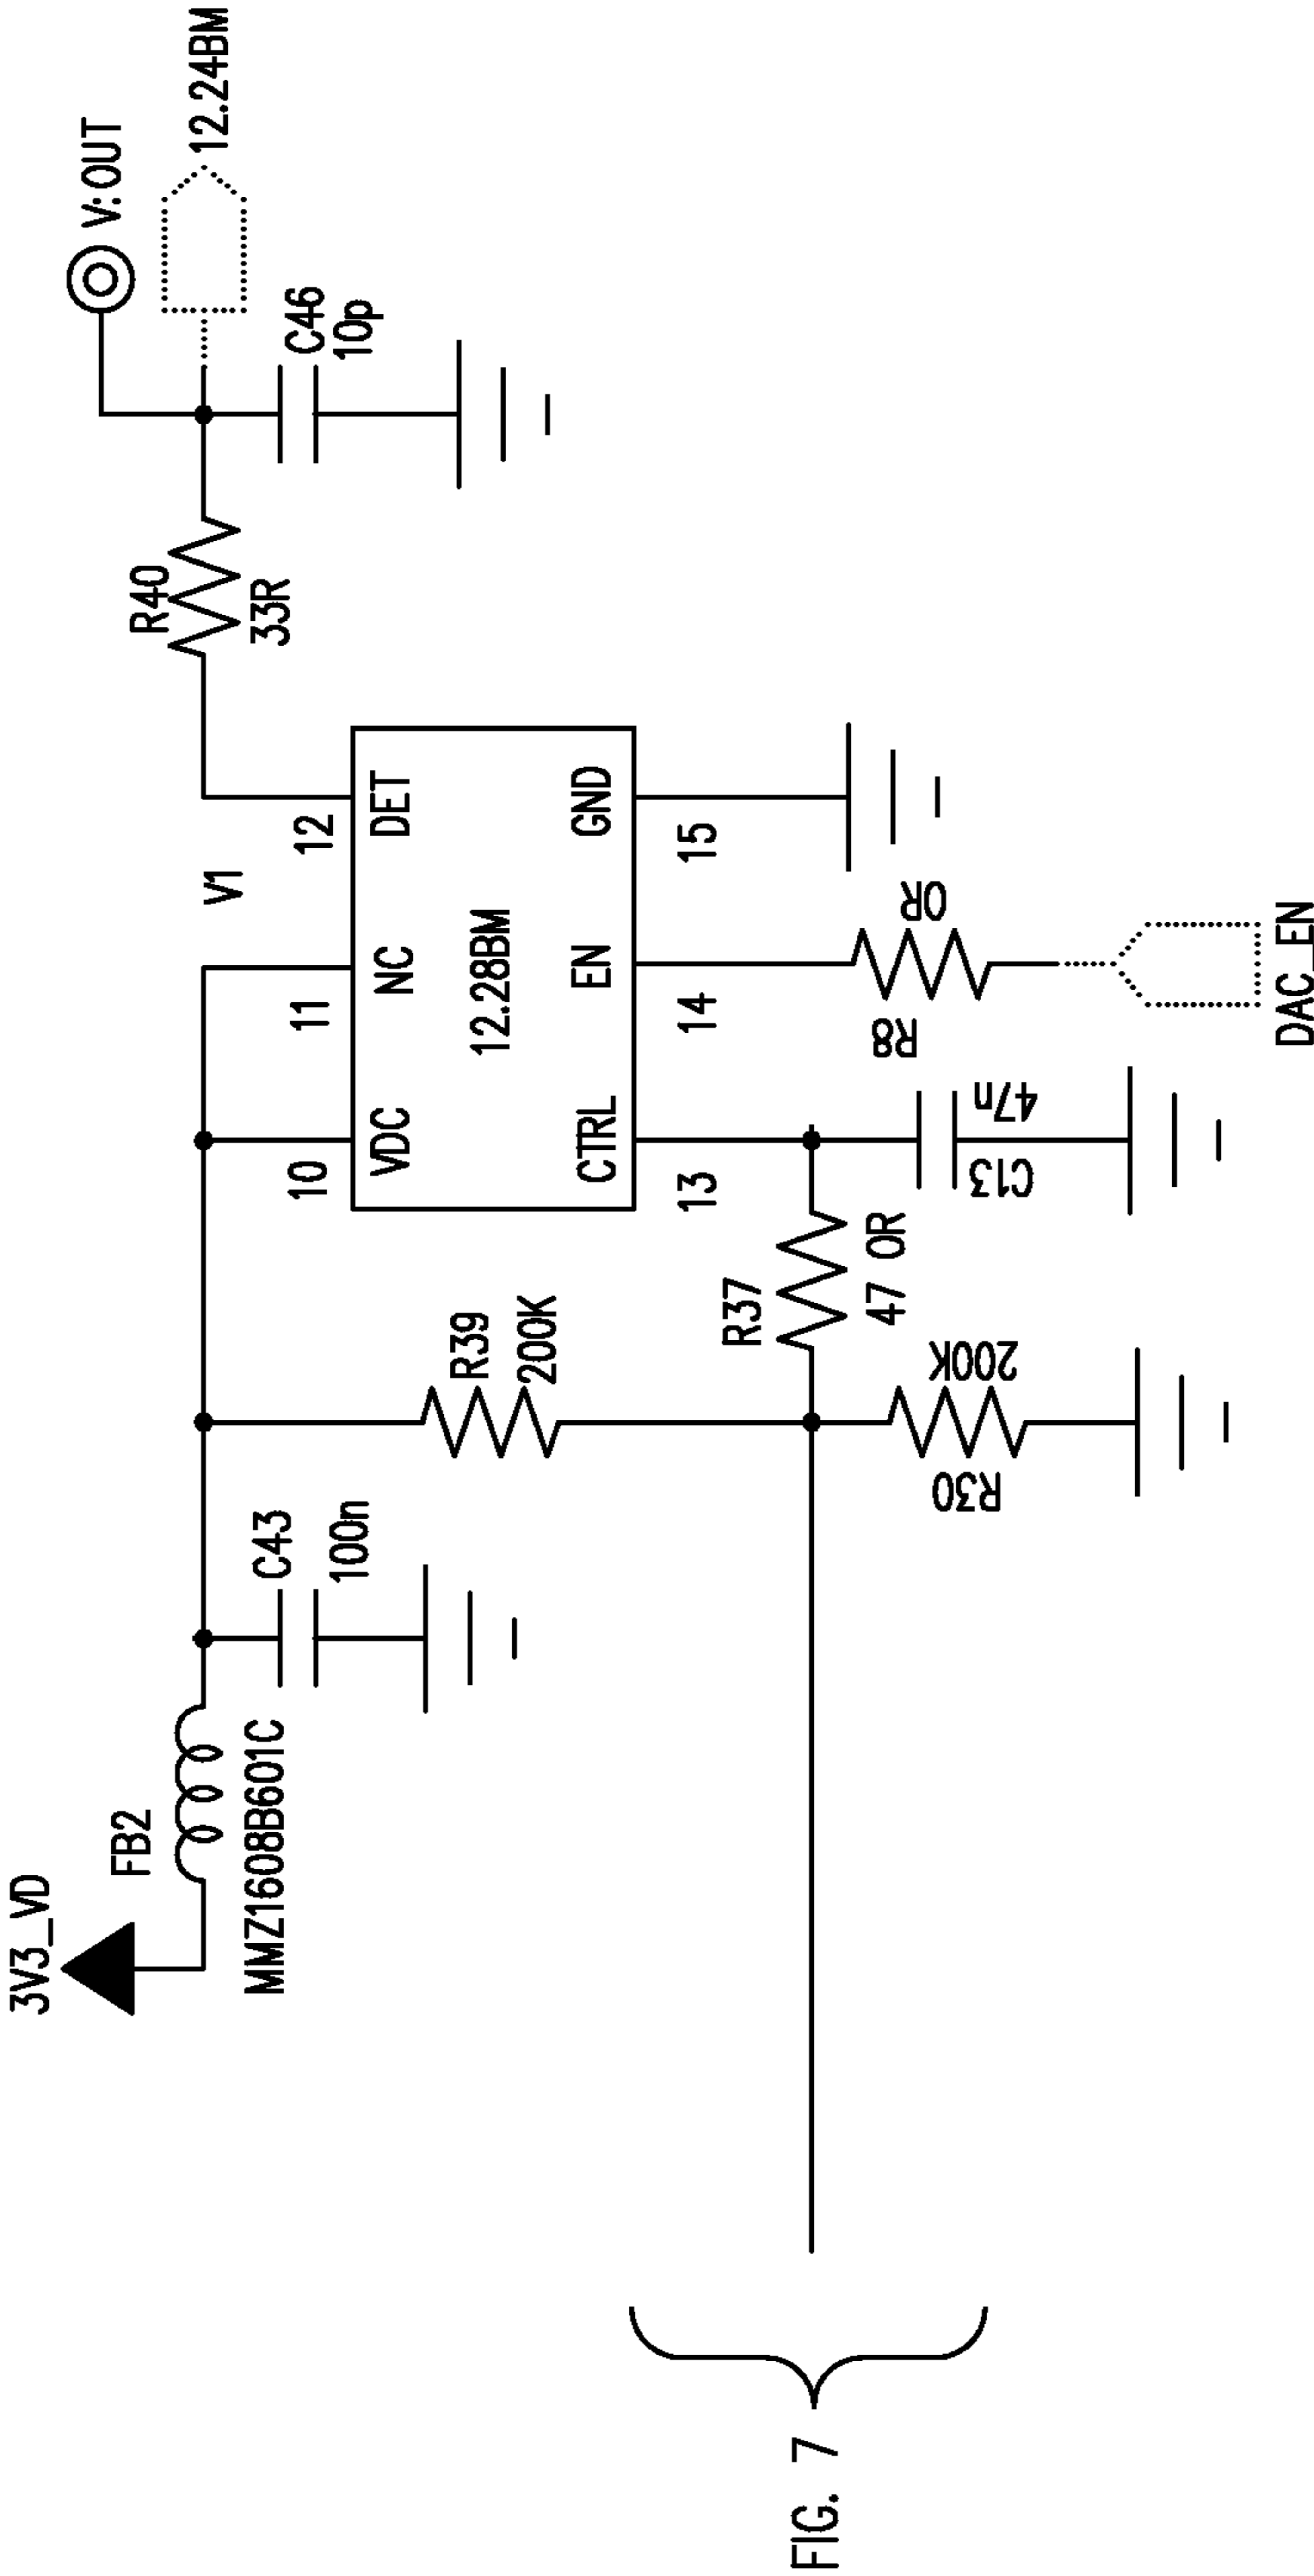 3V3_VD
FB2
MMZ1608B601C
C43
100n
R39
200K
R30
200K
R37
47 0R
C13
47n
V1
10
11
12
VDC
NC
DET
12.28BM
CTRL
EN
GND
13
14
15
R8
0R
DAC_EN
R40
33R
C46
10p
V:OUT
12.24BM
FIG. 7